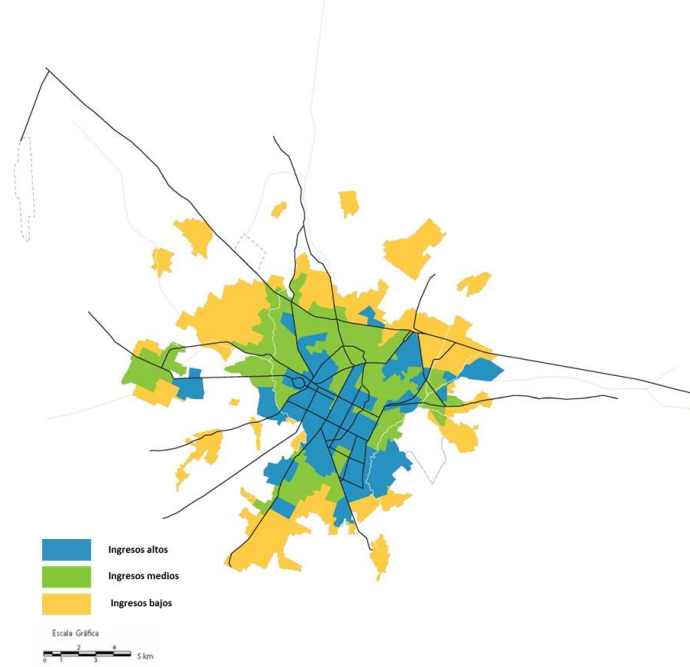 Ingresos altos
Ingresos medios
Ingresos bajos
Escala Gráfica
2 4
0 1 3 5 km